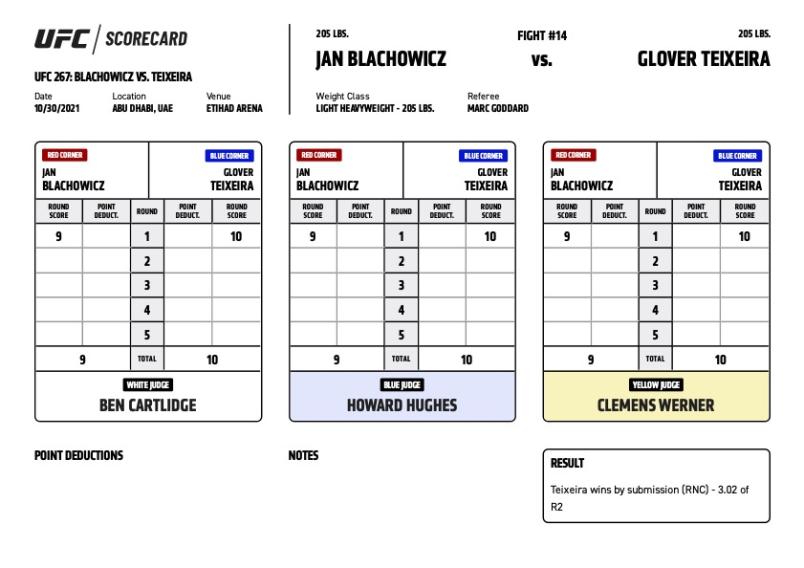 UFC / SCORECARD
UFC 267: BLACHOWICZ VS. TEIXEIRA
Date Location Venue
10/30/2021 ABU DHABI, UAE ETIHAD ARENA
205 LBS. FIGHT #14 205 LBS.
JAN BLACHOWICZ vs. GLOVER TEIXEIRA
Weight Class Referee
LIGHT HEAVYWEIGHT - 205 LBS. MARC GODDARD
RED CORNER BLUE CORNER
JAN GLOVER
BLACHOWICZ TEIXEIRA
ROUND POINT ROUND POINT ROUND
SCORE DEDUCT. DEDUCT. SCORE
9 1 10
2
3
4
5
9 TOTAL 10
WHITE JUDGE
BEN CARTLIDGE
RED CORNER BLUE CORNER
JAN GLOVER
BLACHOWICZ TEIXEIRA
ROUND POINT ROUND POINT ROUND
SCORE DEDUCT. DEDUCT. SCORE
9 1 10
2
3
4
5
9 TOTAL 10
BLUE JUDGE
HOWARD HUGHES
RED CORNER BLUE CORNER
JAN GLOVER
BLACHOWICZ TEIXEIRA
ROUND POINT ROUND POINT ROUND
SCORE DEDUCT. DEDUCT. SCORE
9 1 10
2
3
4
5
9 TOTAL 10
YELLOW JUDGE
CLEMENS WERNER
POINT DEDUCTIONS
NOTES
RESULT
Teixeira wins by submission (RNC) - 3.02 of
R2